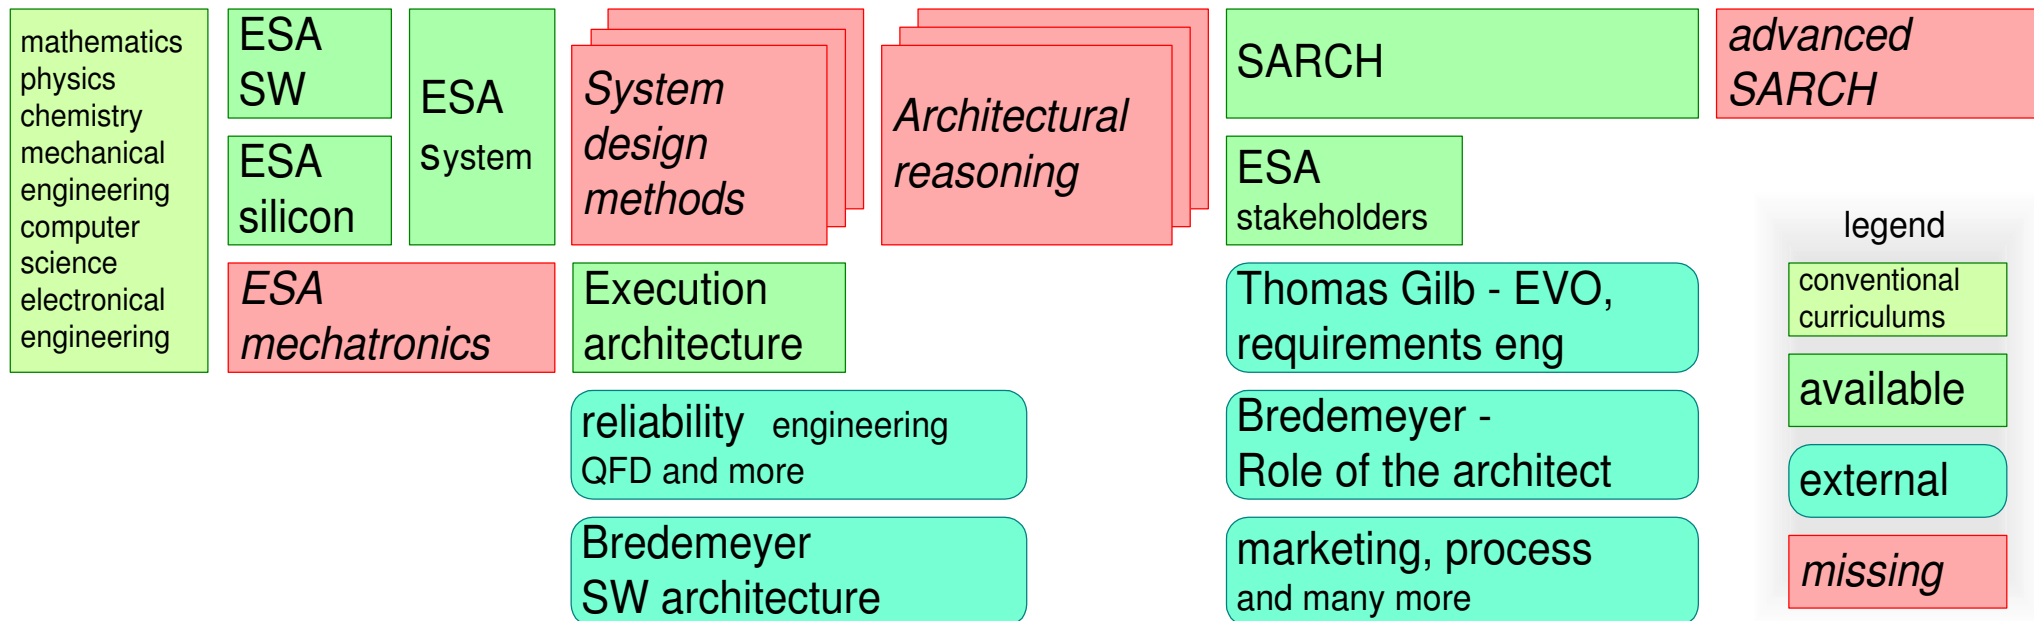 mathematics
physics
chemistry
mechanical
engineering
computer
science
electronical
engineering
ESA
SW
ESA
silicon
ESA
system
ESA
mechatronics
System
design
methods
Architectural
reasoning
Execution
architecture
reliability engineering
QFD and more
Bredemeyer
SW architecture
SARCH
ESA
stakeholders
Thomas Gilb - EVO,
requirements eng
Bredemeyer -
Role of the architect
marketing, process
and many more
advanced
SARCH
legend
conventional
curriculums
available
external
missing